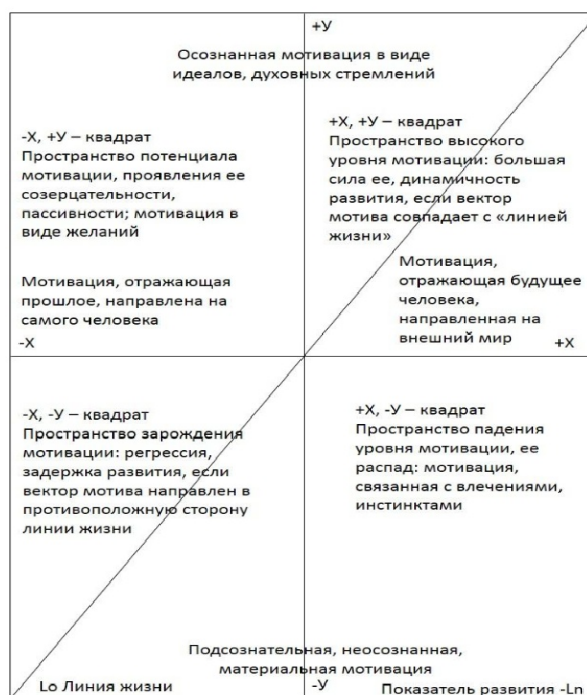 +У
Осознанная мотивация в виде
идеалов, духовных стремлений
-Х, +У – квадрат
Пространство потенциала
мотивации, проявления ее
созерцательности,
пассивности; мотивация в
виде желаний
Мотивация, отражающая
прошлое, направлена на
самого человека
-Х
+Х, +У – квадрат
Пространство высокого
уровня мотивации: большая
сила ее, динамичность
развития, если вектор
мотива совпадает с «линией
жизни»
Мотивация,
отражающая будущее
человека,
направленная на
внешний мир
+Х
-Х, -У – квадрат
Пространство зарождения
мотивации: регрессия,
задержка развития, если
вектор мотива направлен в
противоположную сторону
линии жизни
+Х, -У – квадрат
Пространство падения
уровня мотивации, ее
распад: мотивация,
связанная с влечениями,
инстинктами
Подсознательная, неосознанная,
материальная мотивация
Lo Линия жизни
-У
Показатель развития -Ln